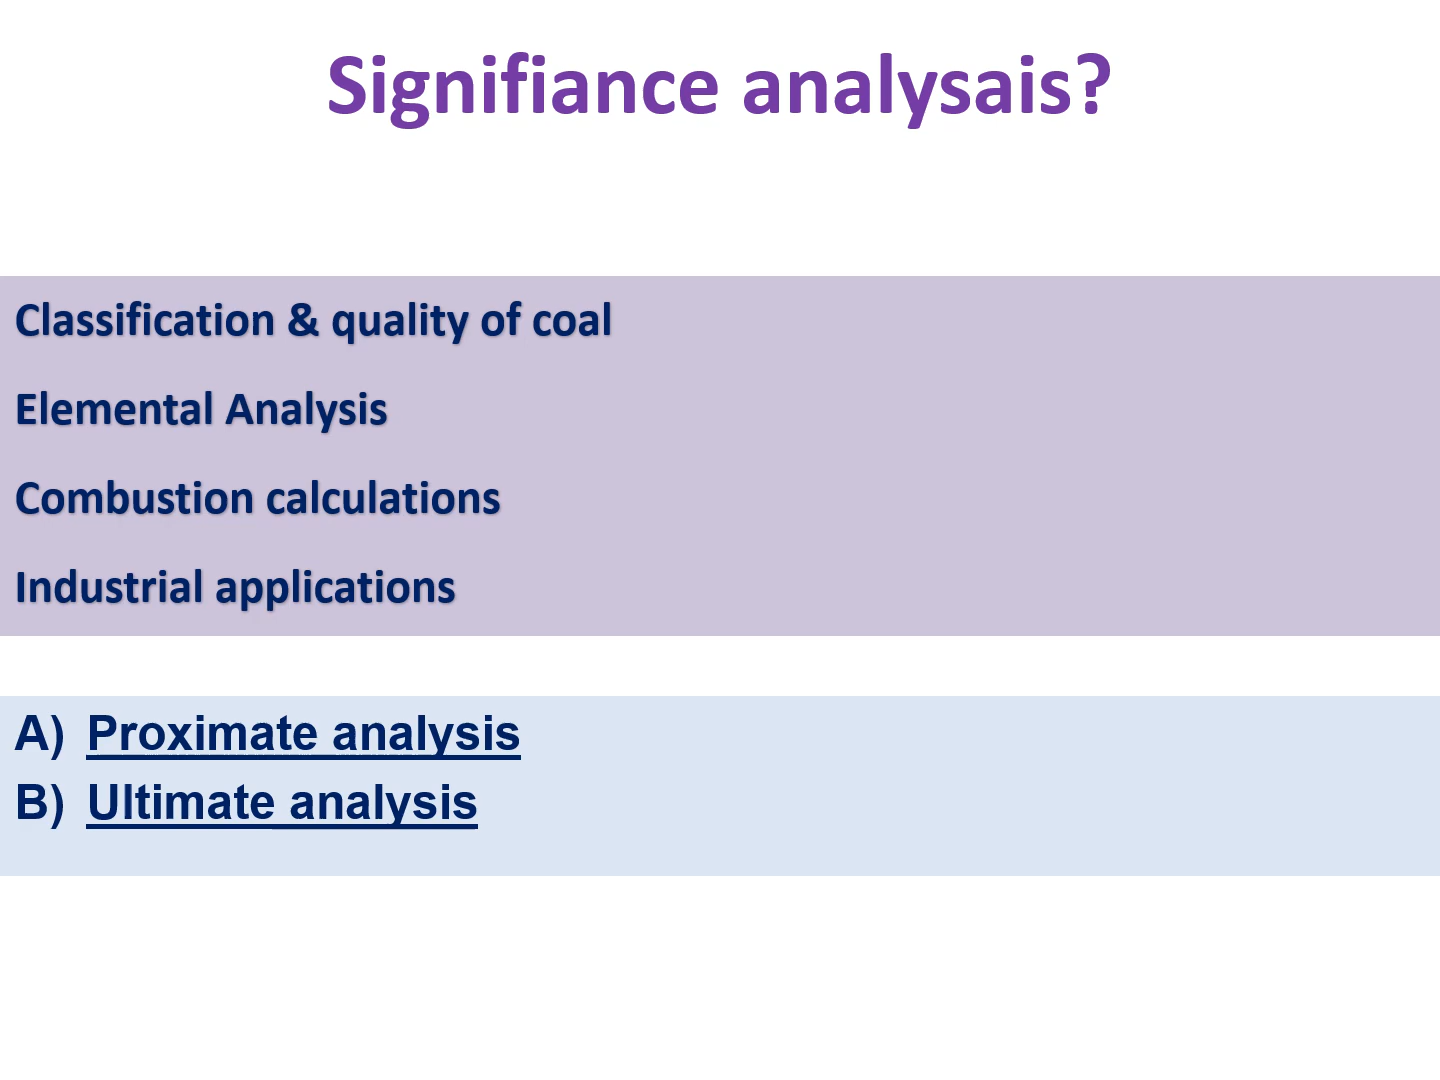 Signifiance analysais?
Classification & quality of coal
Elemental Analysis
Combustion calculations
Industrial applications
A) Proximate analysis
B) Ultimate analysis